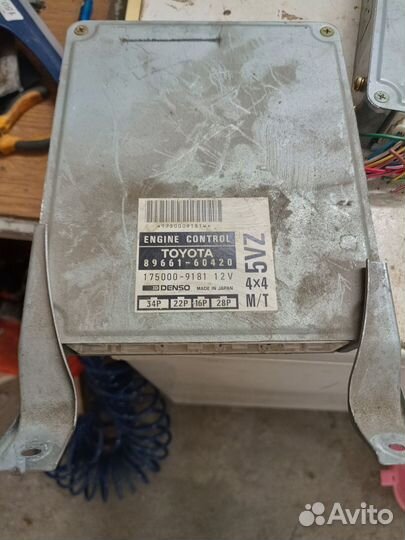 *1750009181W*
ENGINE CONTROL
TOYOTA
89661-60420
175000-9181 12V
DENSO MADE IN JAPAN
34P 22P 16P 28P
5VZ
4×4
M/T
Avito